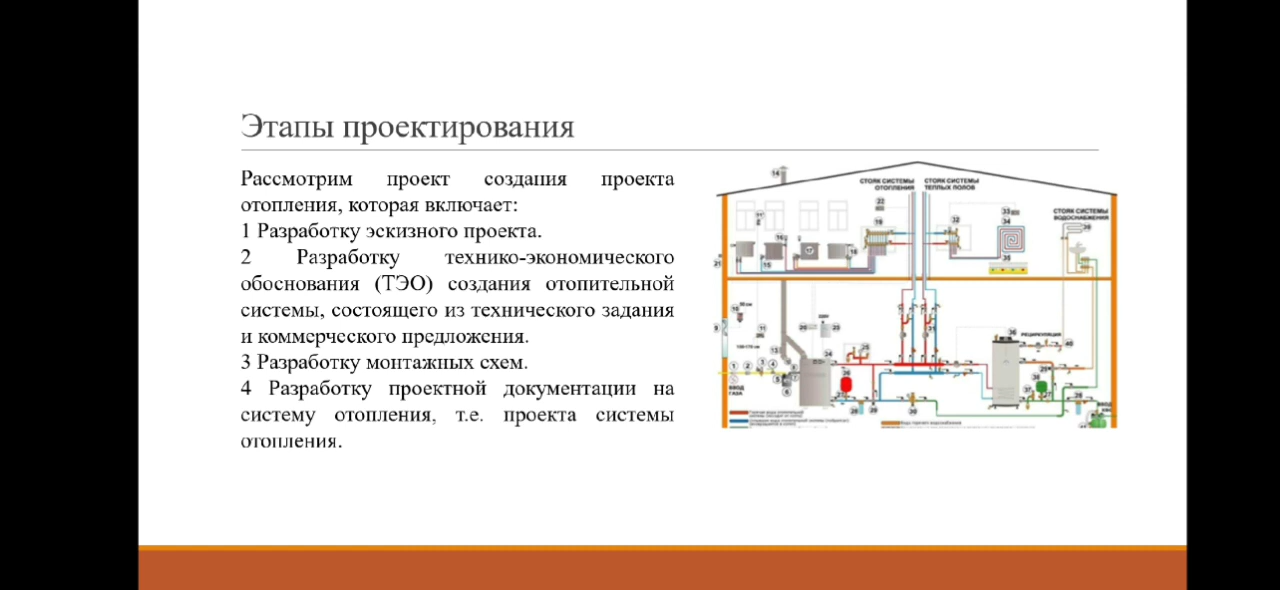 Этапы проектирования
Рассмотрим проект создания проекта
отопления, которая включает:
1 Разработку эскизного проекта.
2 Разработку технико-экономического
обоснования (ТЭО) создания отопительной
системы, состоящего из технического задания
и коммерческого предложения.
3 Разработку монтажных схем.
4 Разработку проектной документации на
систему отопления, т.е. проекта системы
отопления.
СТОЯК СИСТЕМЫ
ОТОПЛЕНИЯ
СТОЯК СИСТЕМЫ
ТЕПЛЫХ ПОЛОВ
СТОЯК СИСТЕМЫ
ВОДОСНАБЖЕНИЯ
РЕЦИРКУЛЯЦИЯ
ВВОД
ГАЗА